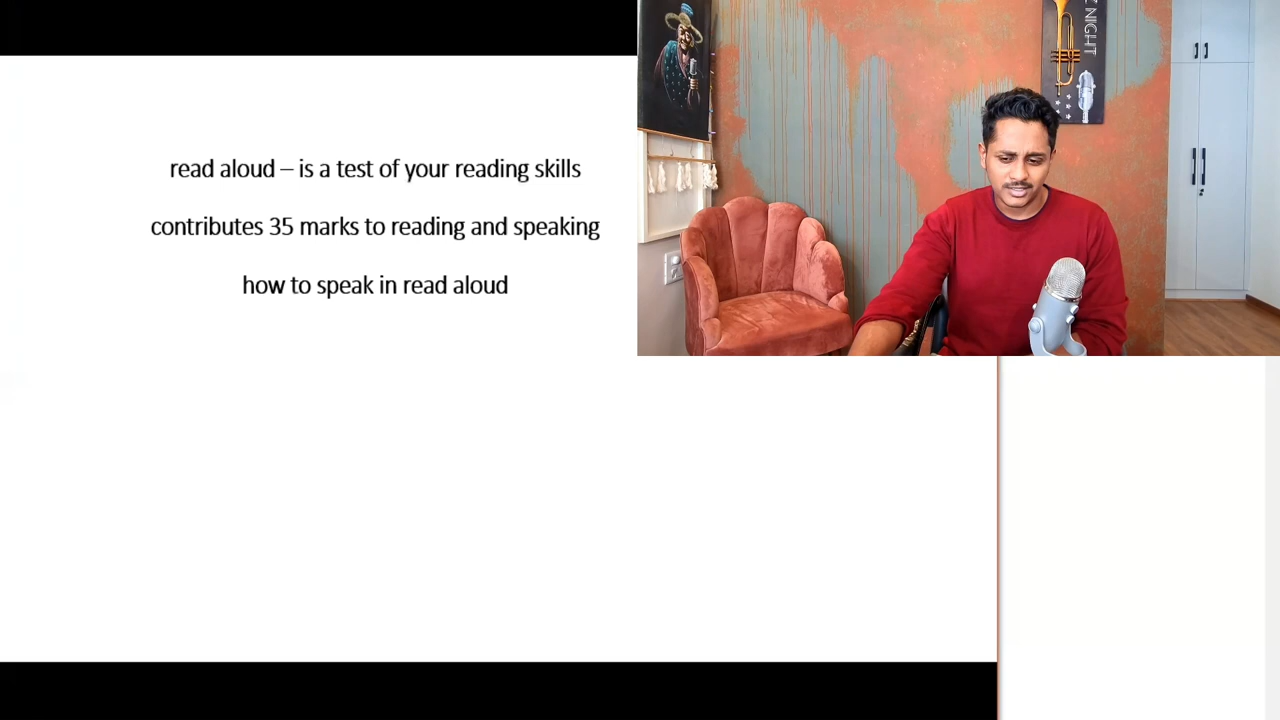 read aloud – is a test of your reading skills
contributes 35 marks to reading and speaking
how to speak in read aloud
NIGHT